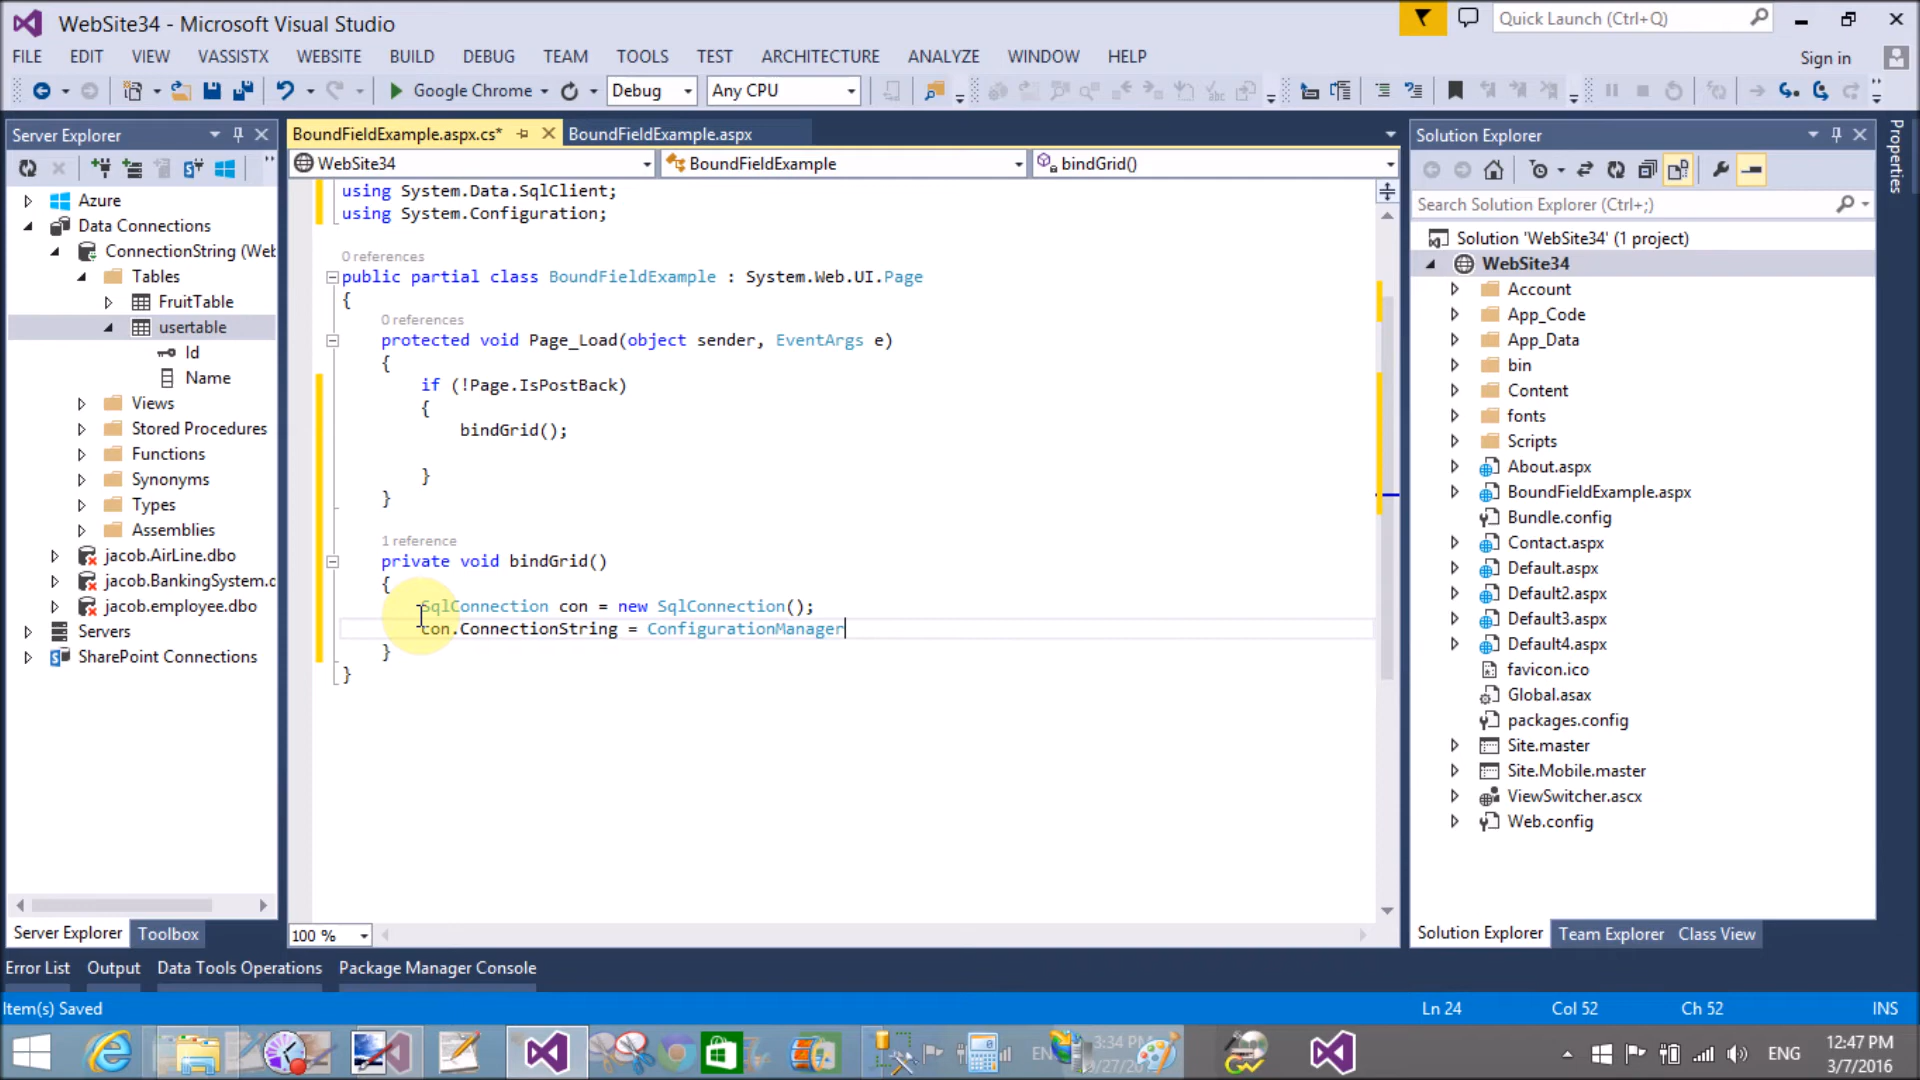 WebSite34 - Microsoft Visual Studio
Quick Launch (Ctrl+Q)
FILE EDIT VIEW VASSISTX WEBSITE BUILD DEBUG TEAM TOOLS TEST ARCHITECTURE ANALYZE WINDOW HELP
Sign in
Google Chrome Debug Any CPU
Server Explorer
BoundFieldExample.aspx.cs* BoundFieldExample.aspx
WebSite34 BoundFieldExample bindGrid()
Azure
Data Connections
ConnectionString (Wet
Tables
FruitTable
usertable
Id
Name
Views
Stored Procedures
Functions
Synonyms
Types
Assemblies
jacob.AirLine.dbo
jacob.BankingSystem.c
jacob.employee.dbo
Servers
SharePoint Connections
using System.Data.SqlClient;
using System.Configuration;
0 references
public partial class BoundFieldExample : System.Web.UI.Page
{
0 references
protected void Page_Load(object sender, EventArgs e)
{
if (!Page.IsPostBack)
{
bindGrid();
}
}
1 reference
private void bindGrid()
{
SqlConnection con = new SqlConnection();
con.ConnectionString = ConfigurationManager
}
}
Solution Explorer
Search Solution Explorer (Ctrl+;)
Solution 'WebSite34' (1 project)
WebSite34
Account
App_Code
App_Data
bin
Content
fonts
Scripts
About.aspx
BoundFieldExample.aspx
Bundle.config
Contact.aspx
Default.aspx
Default2.aspx
Default3.aspx
Default4.aspx
favicon.ico
Global.asax
packages.config
Site.master
Site.Mobile.master
ViewSwitcher.ascx
Web.config
Properties
100 %
Server Explorer Toolbox
Solution Explorer Team Explorer Class View
Error List Output Data Tools Operations Package Manager Console
Item(s) Saved
Ln 24 Col 52 Ch 52 INS
EN
3:34 PM
ENG
12:47 PM
3/7/2016